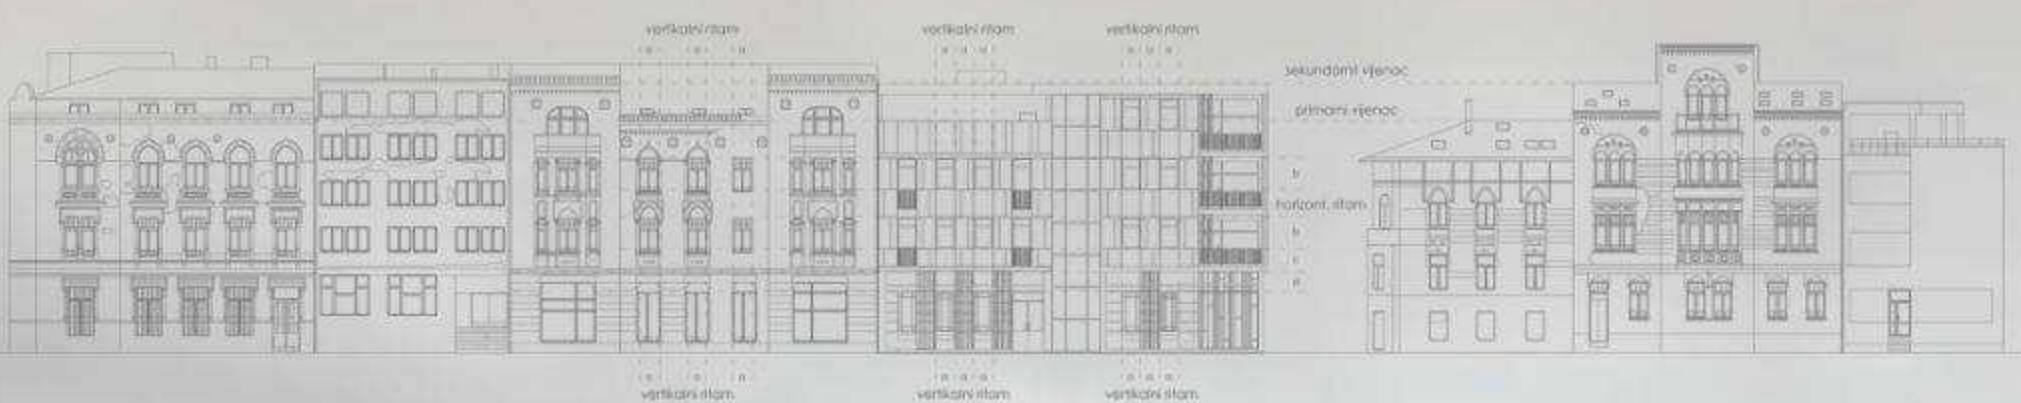 vertikalni ritam
vertikalni ritam
vertikalni ritam
a a a
a a a
a a a
sekundarni vijenac
primarni vijenac
b
horizont. ritam
b
c
d
a a a
a a a
a a a
vertikalni ritam
vertikalni ritam
vertikalni ritam